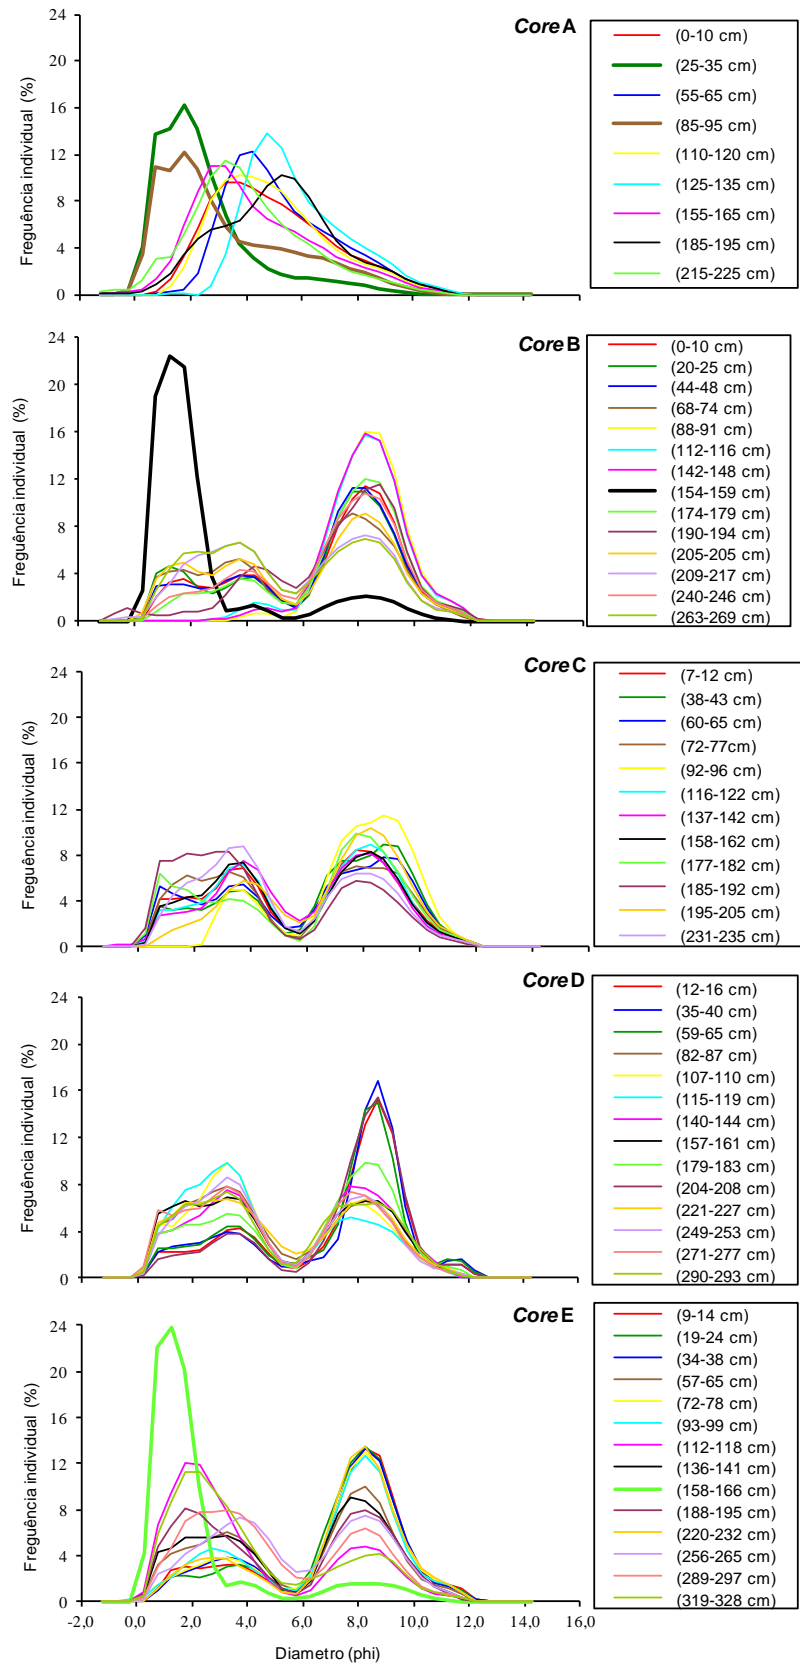 Core A
24
20
16
12
8
4
0
Freguência individual (%)
(0-10 cm)
(25-35 cm)
(55-65 cm)
(85-95 cm)
(110-120 cm)
(125-135 cm)
(155-165 cm)
(185-195 cm)
(215-225 cm)
Core B
24
20
16
12
8
4
0
Freguência individual (%)
(0-10 cm)
(20-25 cm)
(44-48 cm)
(68-74 cm)
(88-91 cm)
(112-116 cm)
(142-148 cm)
(154-159 cm)
(174-179 cm)
(190-194 cm)
(205-205 cm)
(209-217 cm)
(240-246 cm)
(263-269 cm)
Core C
24
20
16
12
8
4
0
Freguência individual (%)
(7-12 cm)
(38-43 cm)
(60-65 cm)
(72-77cm)
(92-96 cm)
(116-122 cm)
(137-142 cm)
(158-162 cm)
(177-182 cm)
(185-192 cm)
(195-205 cm)
(231-235 cm)
Core D
24
20
16
12
8
4
0
Freguência individual (%)
(12-16 cm)
(35-40 cm)
(59-65 cm)
(82-87 cm)
(107-110 cm)
(115-119 cm)
(140-144 cm)
(157-161 cm)
(179-183 cm)
(204-208 cm)
(221-227 cm)
(249-253 cm)
(271-277 cm)
(290-293 cm)
Core E
24
20
16
12
8
4
0
Freguência individual (%)
(9-14 cm)
(19-24 cm)
(34-38 cm)
(57-65 cm)
(72-78 cm)
(93-99 cm)
(112-118 cm)
(136-141 cm)
(158-166 cm)
(188-195 cm)
(220-232 cm)
(256-265 cm)
(289-297 cm)
(319-328 cm)
-2,0 0,0 2,0 4,0 6,0 8,0 10,0 12,0 14,0 16,0
Diametro (phi)